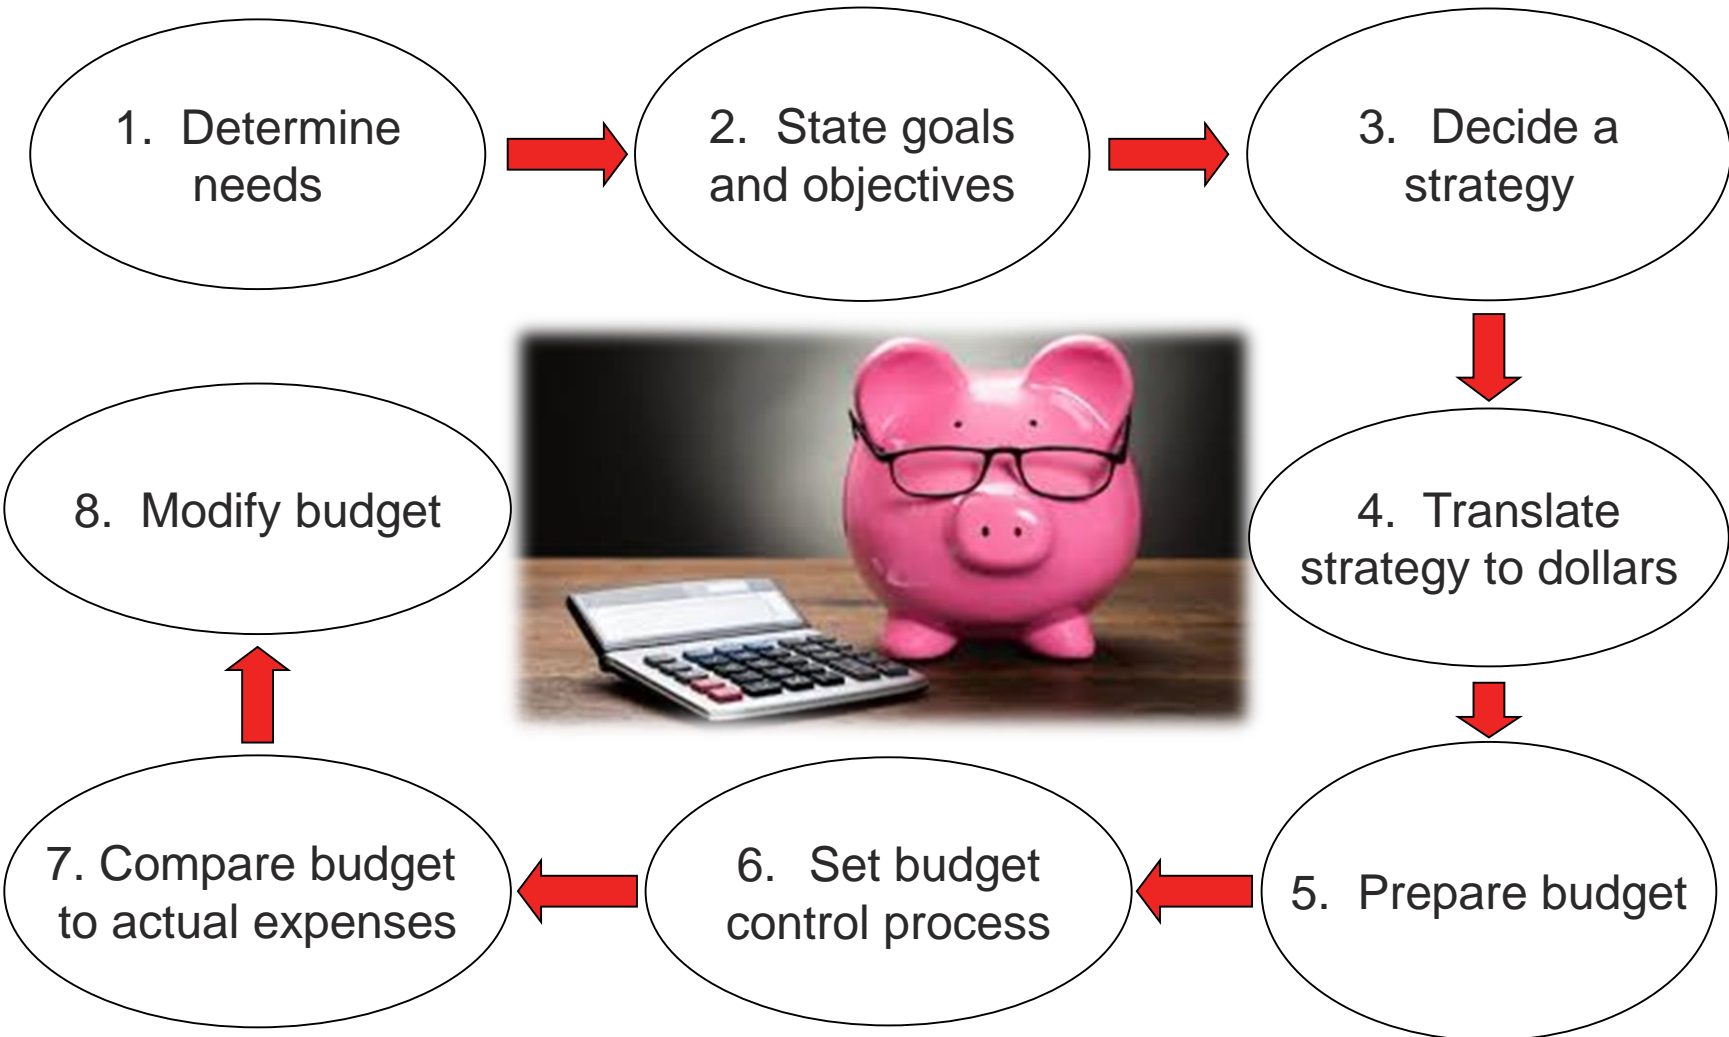 1. Determine
needs
2. State goals
and objectives
3. Decide a
strategy
4. Translate
strategy to dollars
5. Prepare budget
6. Set budget
control process
7. Compare budget
to actual expenses
8. Modify budget